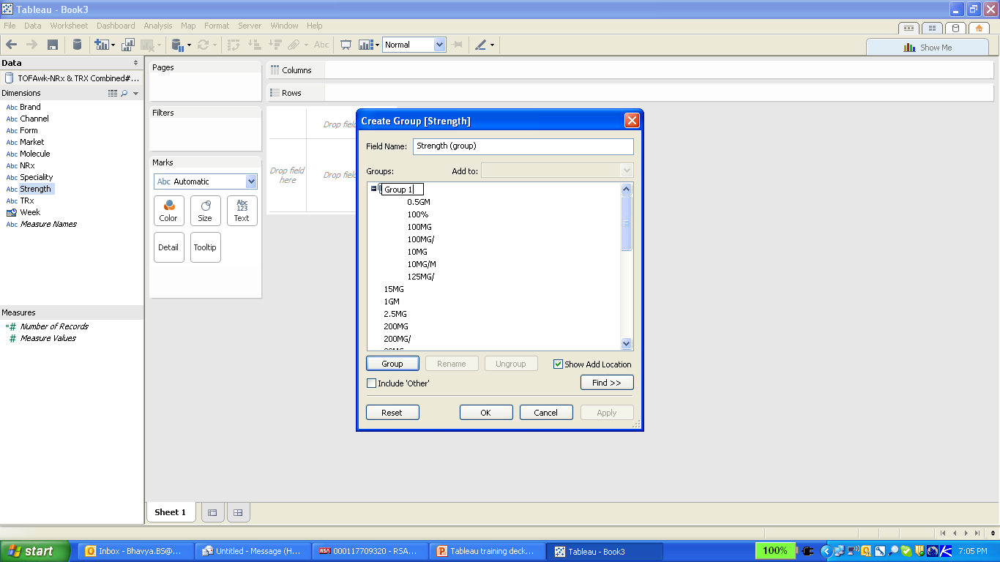 Tableau - Book3
File Data Worksheet Dashboard Analysis Map Format Server Window Help
Abc Normal
Show Me
Data
TOFAwk-NRx & TRX Combined#...
Dimensions
Abc Brand
Abc Channel
Abc Form
Abc Market
Abc Molecule
Abc NRx
Abc Speciality
Abc Strength
Abc TRx
Week
Abc Measure Names
Measures
=# Number of Records
# Measure Values
Pages
Filters
Marks
Abc Automatic
Color
Size
Abc
123
Text
Detail
Tooltip
Columns
Rows
Drop field
Drop field
here
Drop field
Create Group [Strength]
Field Name: Strength (group)
Groups: Add to:
Group 1
0.5GM
100%
100MG
100MG/
10MG
10MG/M
125MG/
15MG
1GM
2.5MG
200MG
200MG/
Group Rename Ungroup Show Add Location
Include 'Other' Find >>
Reset OK Cancel Apply
Sheet 1
start Inbox - Bhavya.BS@... Untitled - Message (H... RSA 000117709320 - RSA... Tableau training deck... Tableau - Book3 100% 7:05 PM